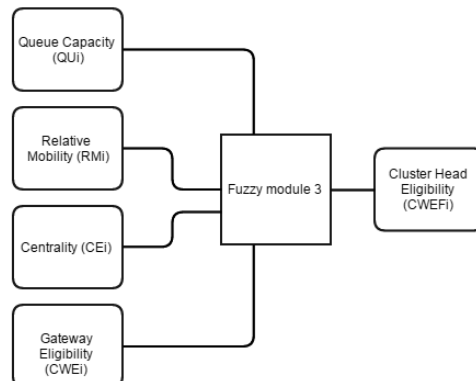 Queue Capacity
(QUi)
Relative
Mobility (RMi)
Centrality (CEi)
Gateway
Eligibility
(CWEi)
Fuzzy module 3
Cluster Head
Eligibility
(CWEFi)